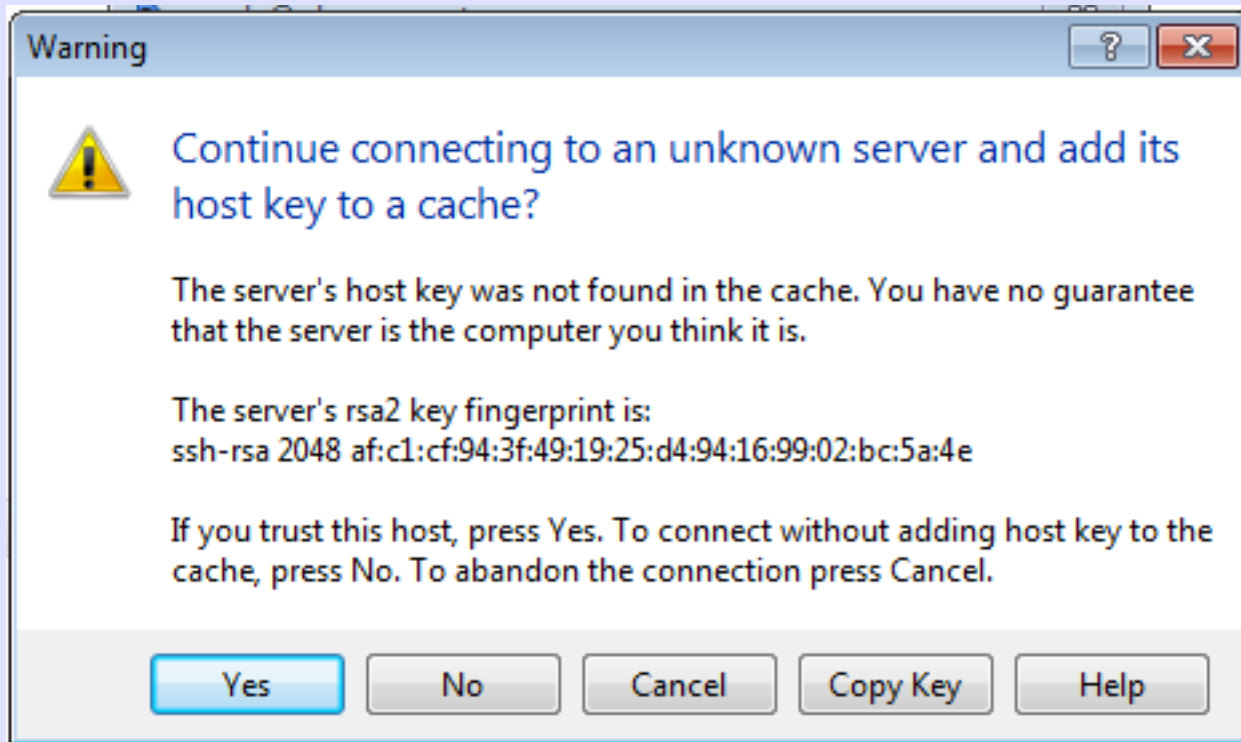 Warning
Continue connecting to an unknown server and add its
host key to a cache?
The server's host key was not found in the cache. You have no guarantee
that the server is the computer you think it is.
The server's rsa2 key fingerprint is:
ssh-rsa 2048 af:c1:cf:94:3f:49:19:25:d4:94:16:99:02:bc:5a:4e
If you trust this host, press Yes. To connect without adding host key to the
cache, press No. To abandon the connection press Cancel.
Yes No Cancel Copy Key Help